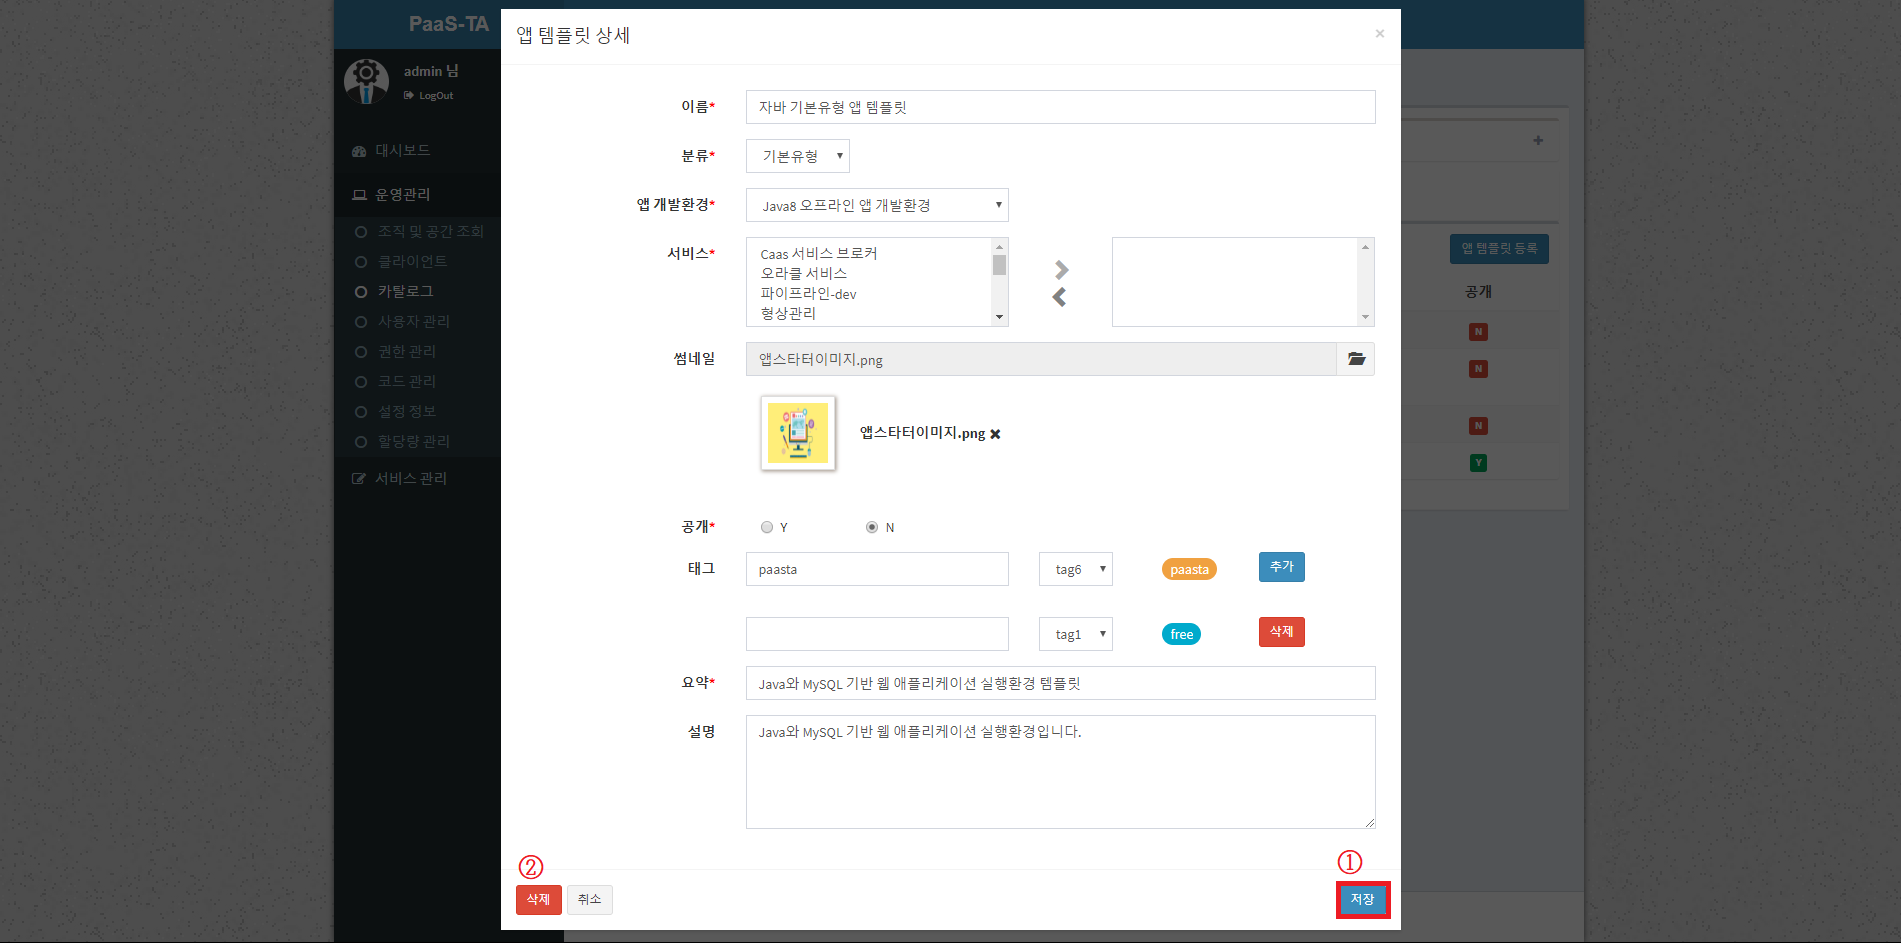 PaaS-TA
admin 님
LogOut
대시보드
운영관리
조직 및 공간 조회
클라이언트
카탈로그
사용자 관리
권한 관리
코드 관리
설정 정보
할당량 관리
서비스 관리
앱 템플릿 상세 ×
이름* 자바 기본유형 앱 템플릿
분류* 기본유형
앱 개발환경* Java8 오프라인 앱 개발환경
서비스* Caas 서비스 브로커
오라클 서비스
파이프라인-dev
형상관리
썸네일 앱스타터이미지.png
앱스타터이미지.png
공개* Y N
태그 paasta tag6 paasta 추가
tag1 free 삭제
요약* Java와 MySQL 기반 웹 애플리케이션 실행환경 템플릿
설명 Java와 MySQL 기반 웹 애플리케이션 실행환경입니다.
② ①
삭제 취소 저장
앱 템플릿 등록
공개
N
N
N
Y